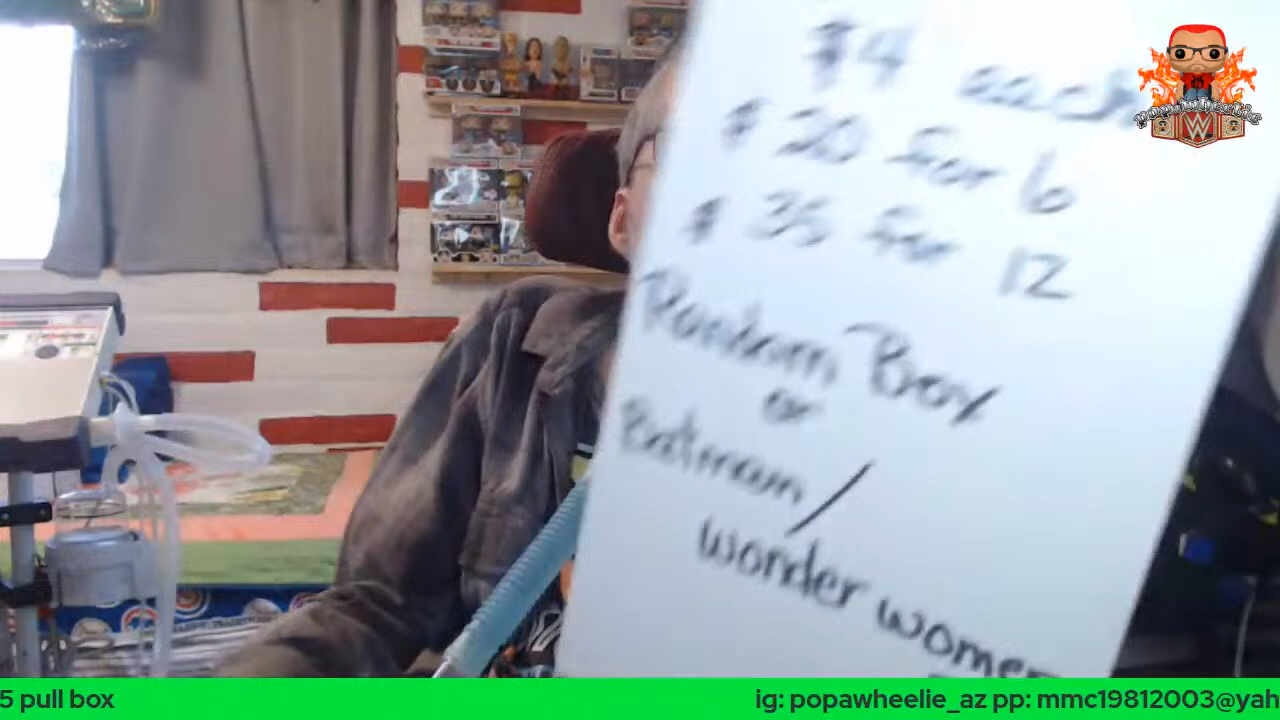 $4 each
$20 for 6
$35 for 12
Random Box
or
Batman/
wonder women
popawheelie
W
5 pull box
ig: popawheelie_az pp: mmc19812003@yah